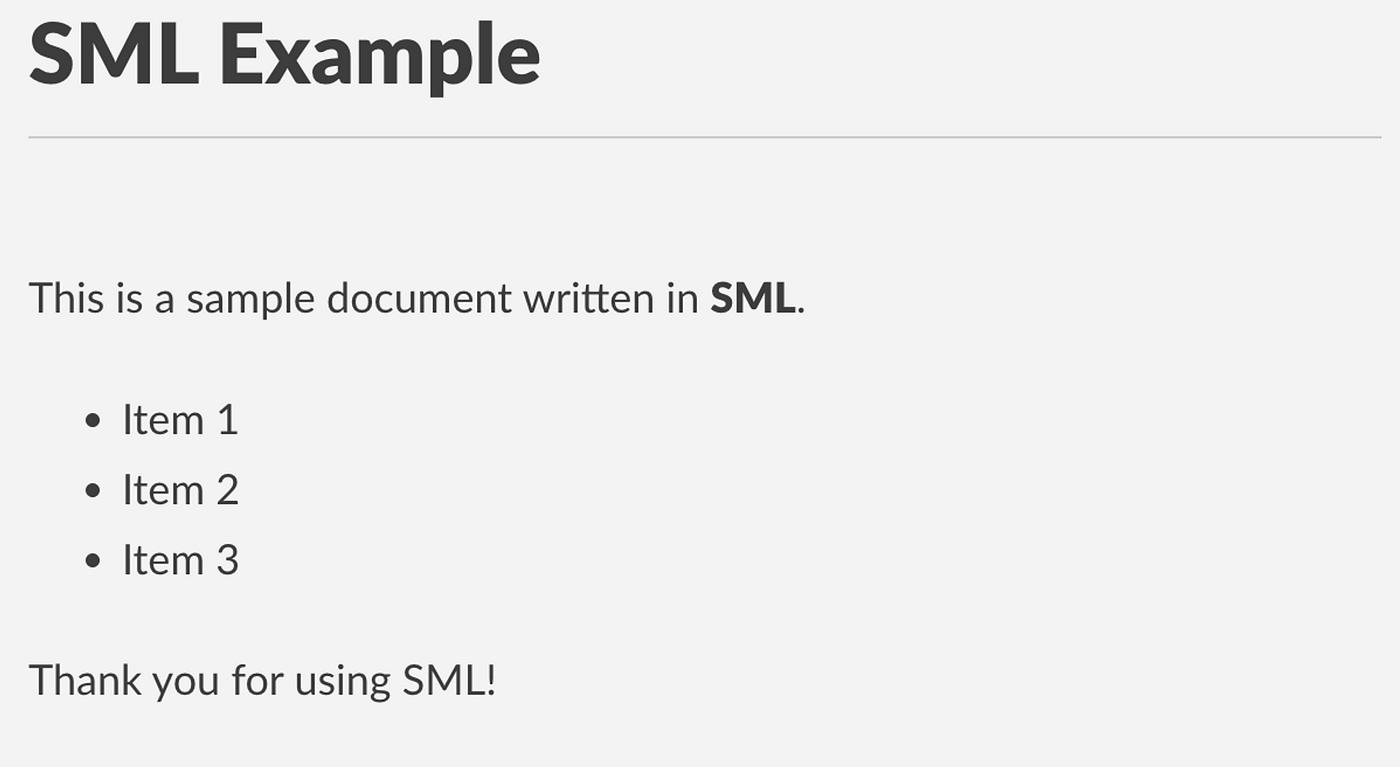 SML Example
This is a sample document written in SML.
• Item 1
• Item 2
• Item 3
Thank you for using SML!